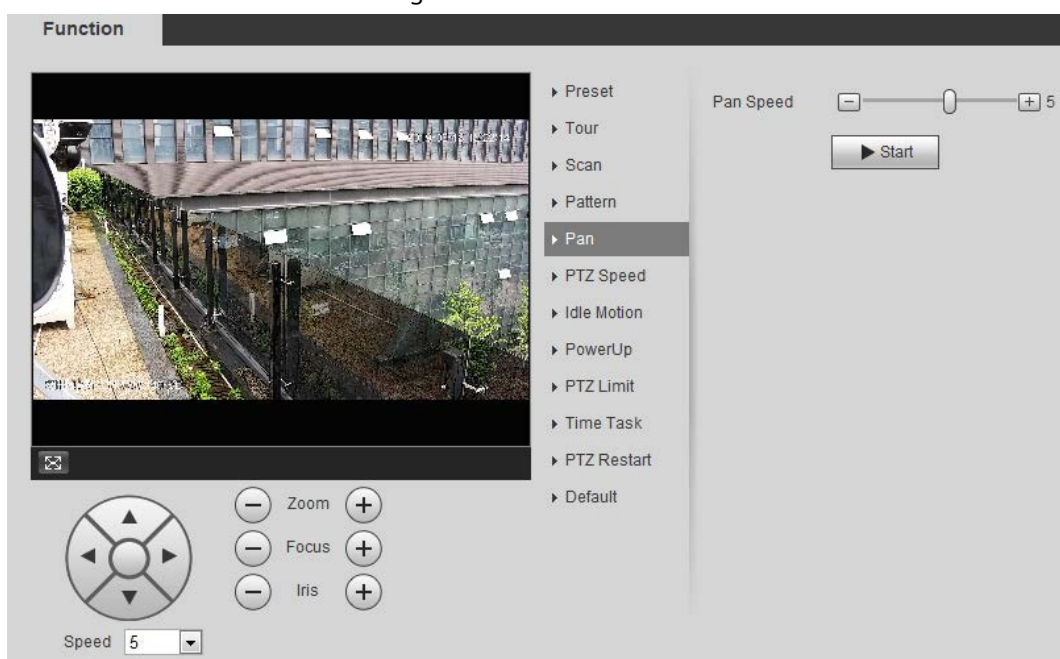 Function
Preset
Tour
Scan
Pattern
Pan
PTZ Speed
Idle Motion
PowerUp
PTZ Limit
Time Task
PTZ Restart
Default
Pan Speed
5
Start
Zoom
Focus
Iris
Speed 5